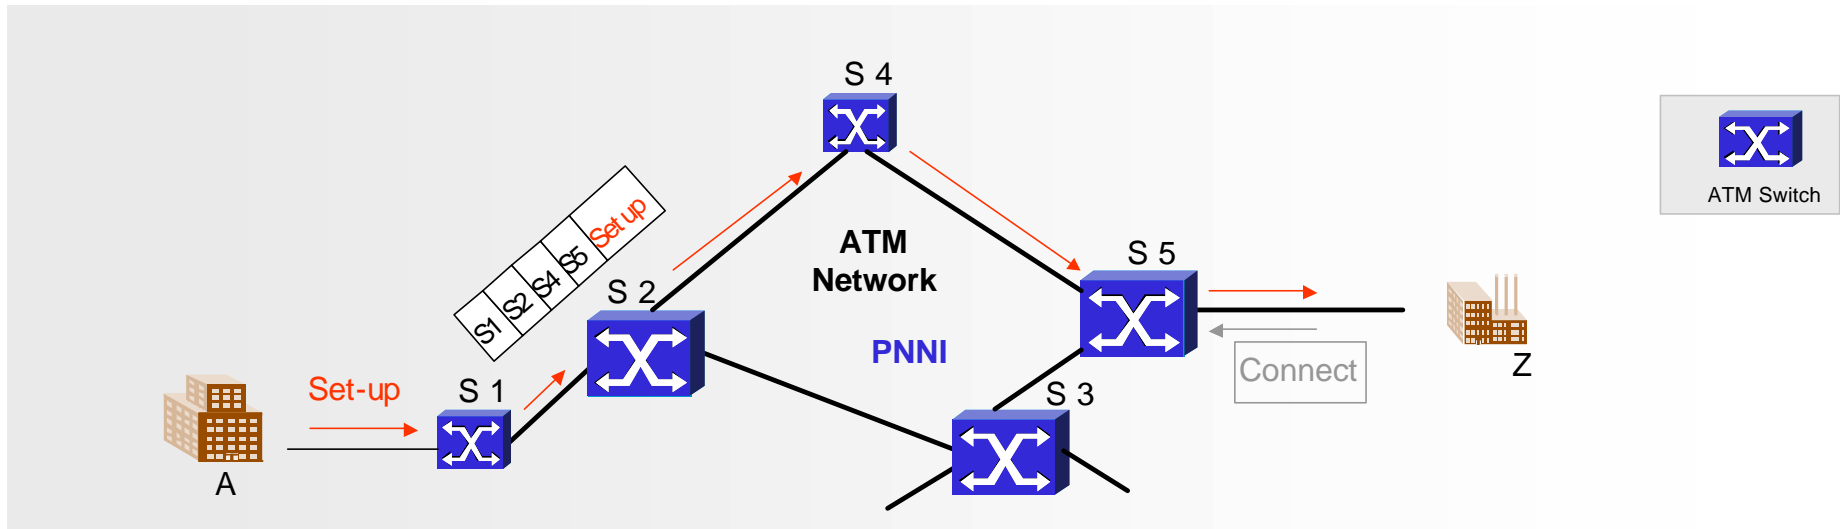 S 4
ATM Switch
S1 S2 S4 S5 Set up
ATM
Network
S 5
S 2
PNNI
Connect
Z
Set-up
S 1
S 3
A